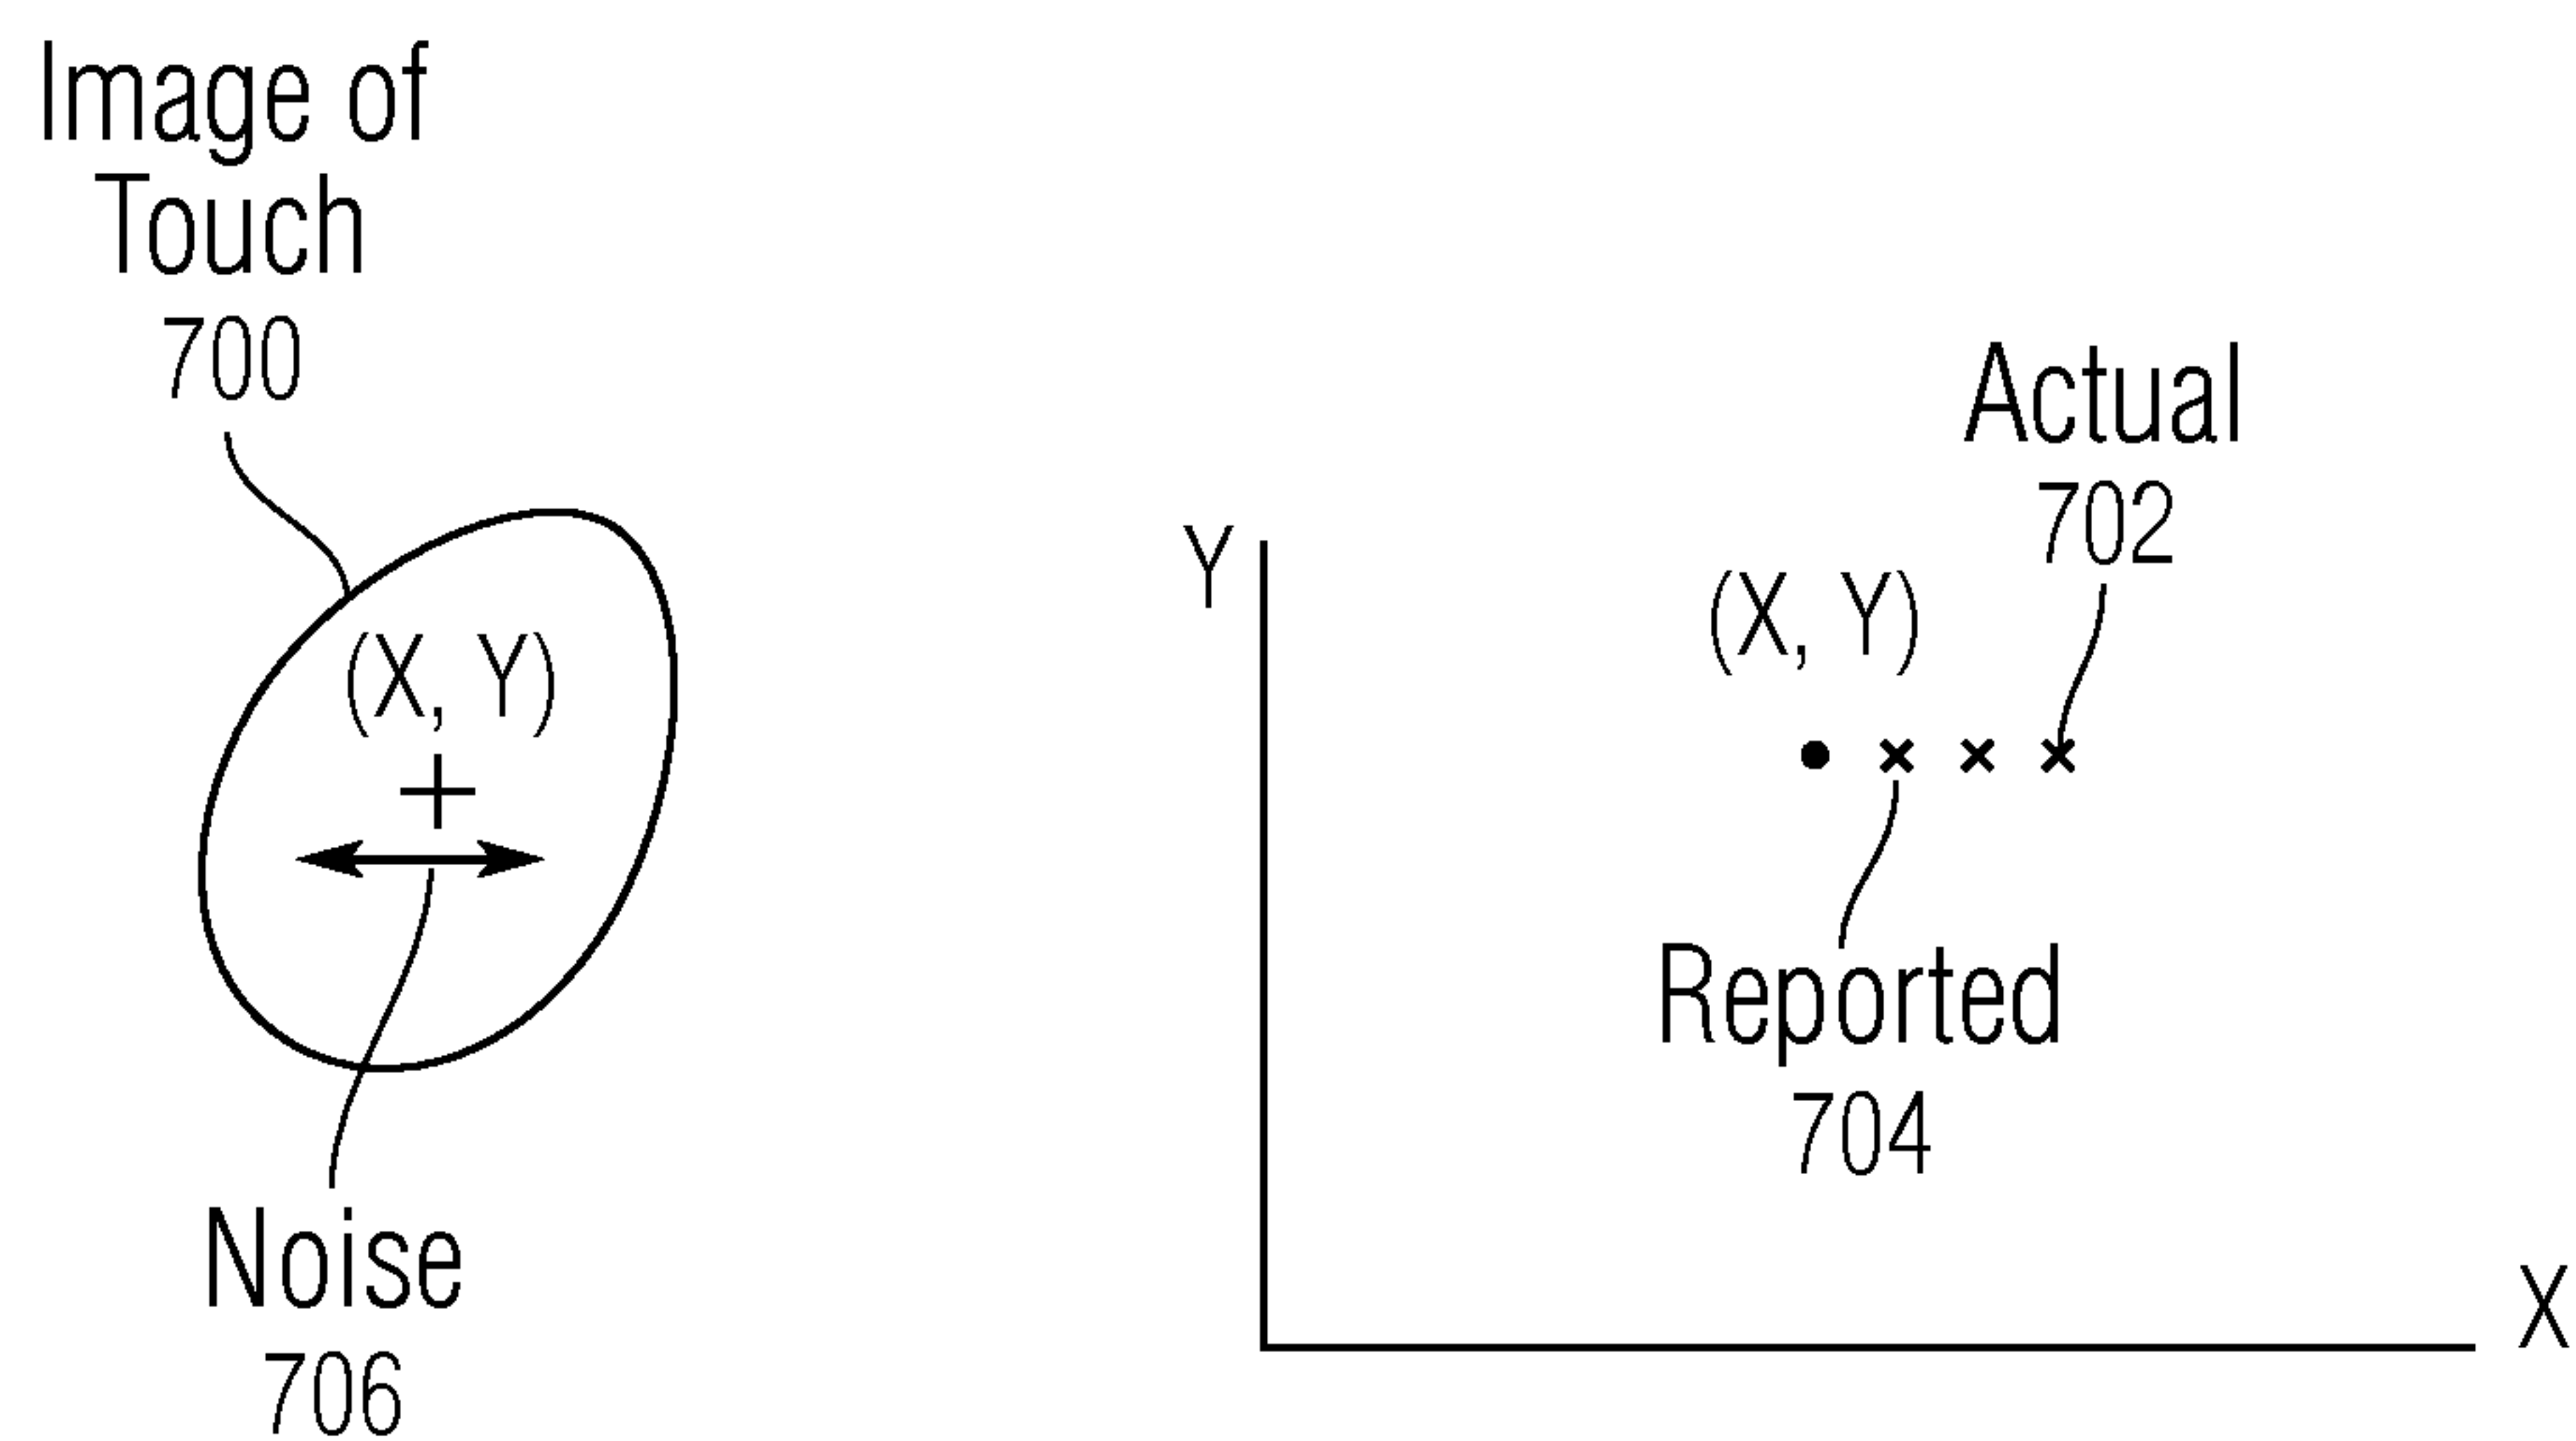 Image of
Touch
700
(X, Y)
Noise
706
Actual
702
Y
(X, Y)
Reported
704
X